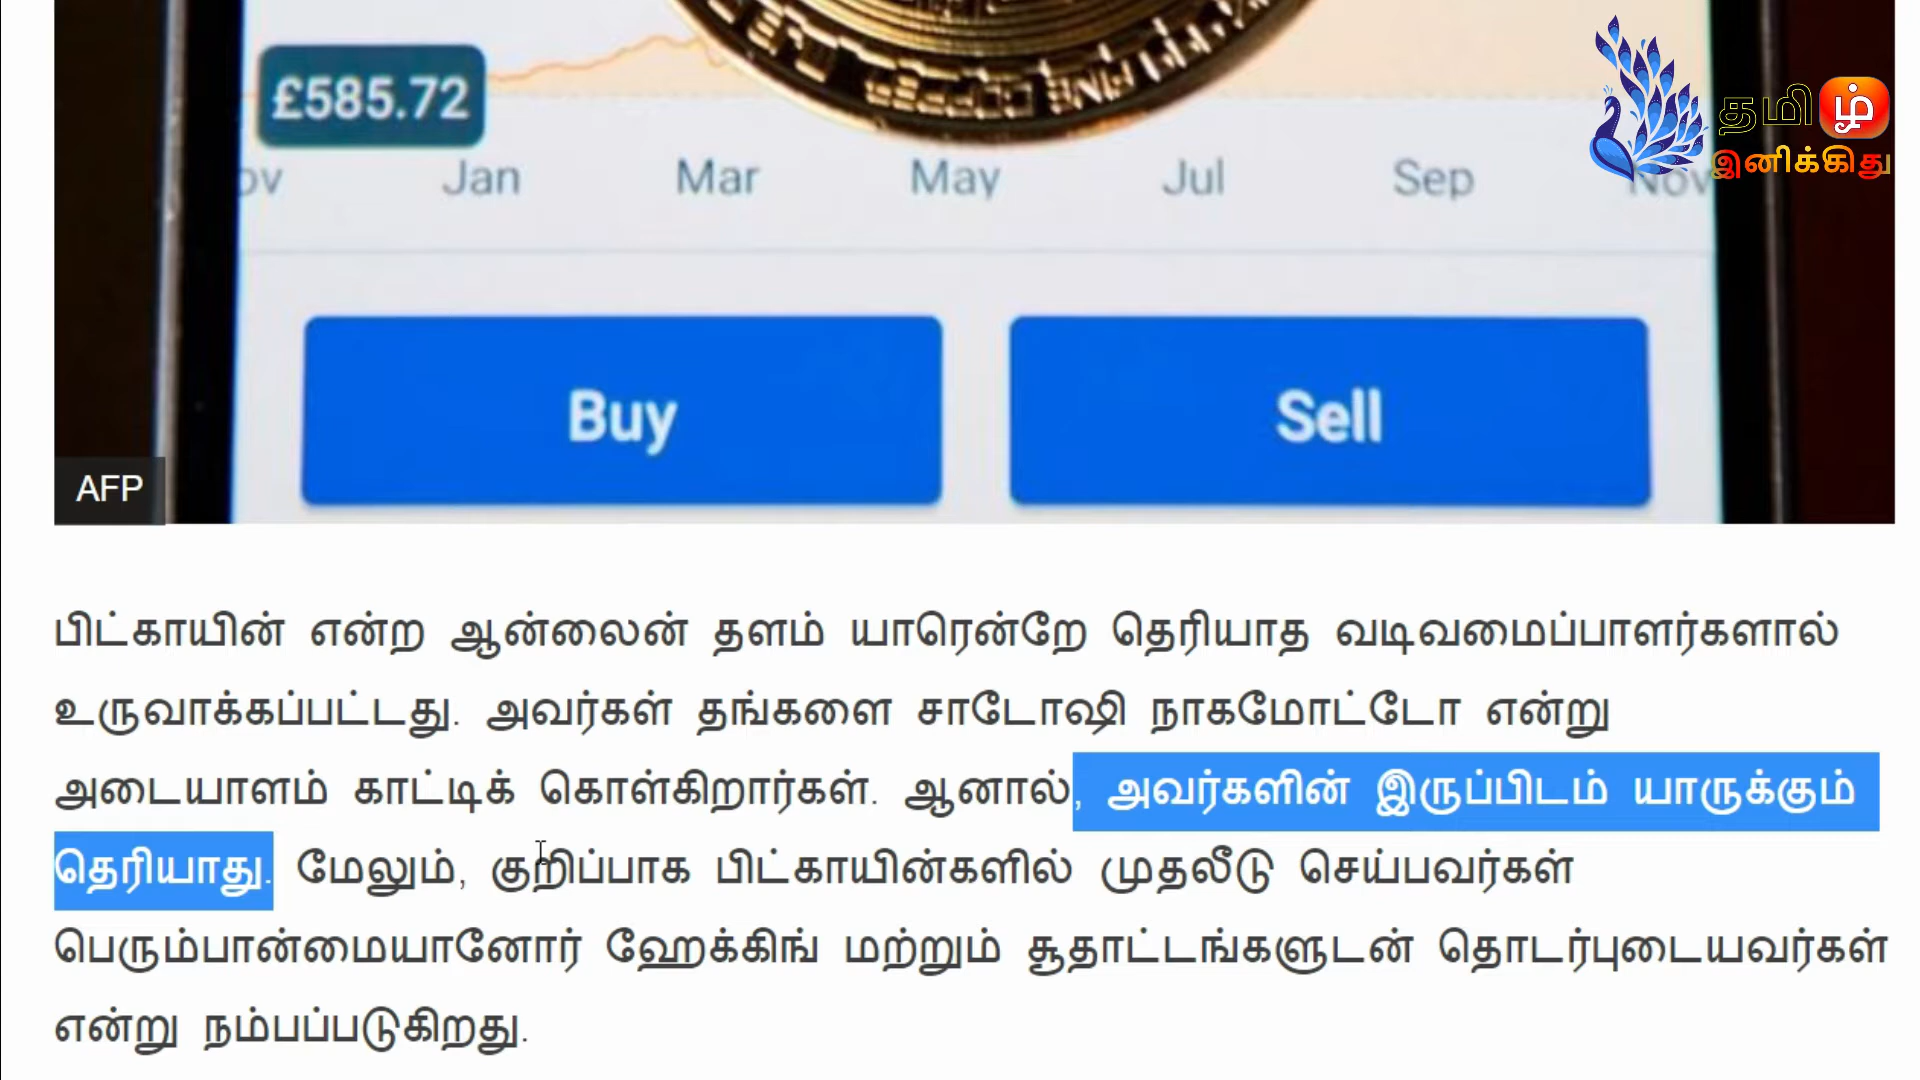 £585.72
தமிழ்
இனிக்கிது
ov Jan Mar May Jul Sep Nov
Buy Sell
AFP
பிட்காயின் என்ற ஆன்லைன் தளம் யாரென்றே தெரியாத வடிவமைப்பாளர்களால்
உருவாக்கப்பட்டது. அவர்கள் தங்களை சாடோஷி நாகமோட்டோ என்று
அடையாளம் காட்டிக் கொள்கிறார்கள். ஆனால், அவர்களின் இருப்பிடம் யாருக்கும்
தெரியாது. மேலும், குறிப்பாக பிட்காயின்களில் முதலீடு செய்பவர்கள்
பெரும்பான்மையானோர் ஹேக்கிங் மற்றும் சூதாட்டங்களுடன் தொடர்புடையவர்கள்
என்று நம்பப்படுகிறது.